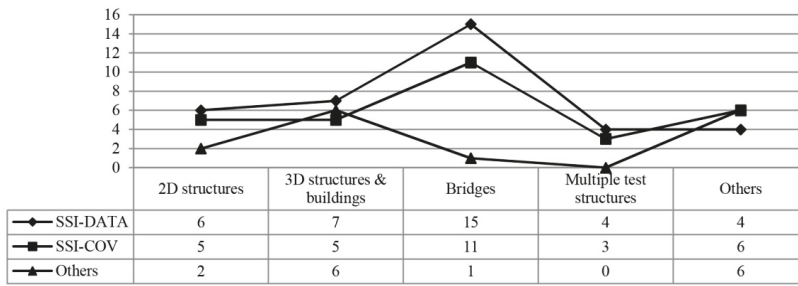 16
14
12
10
8
6
4
2
0
2D structures
3D structures &
buildings
Bridges
Multiple test
structures
Others
SSI-DATA 6 7 15 4 4
SSI-COV 5 5 11 3 6
Others 2 6 1 0 6